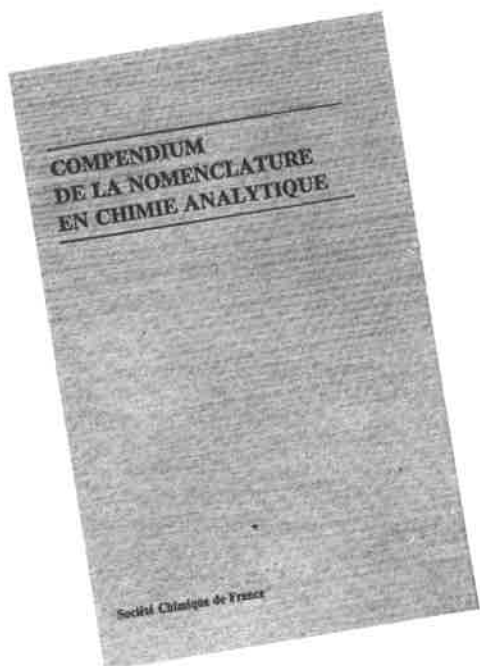 COMPENDIUM
DE LA NOMENCLATURE
EN CHIMIE ANALYTIQUE
Société Chimique de France